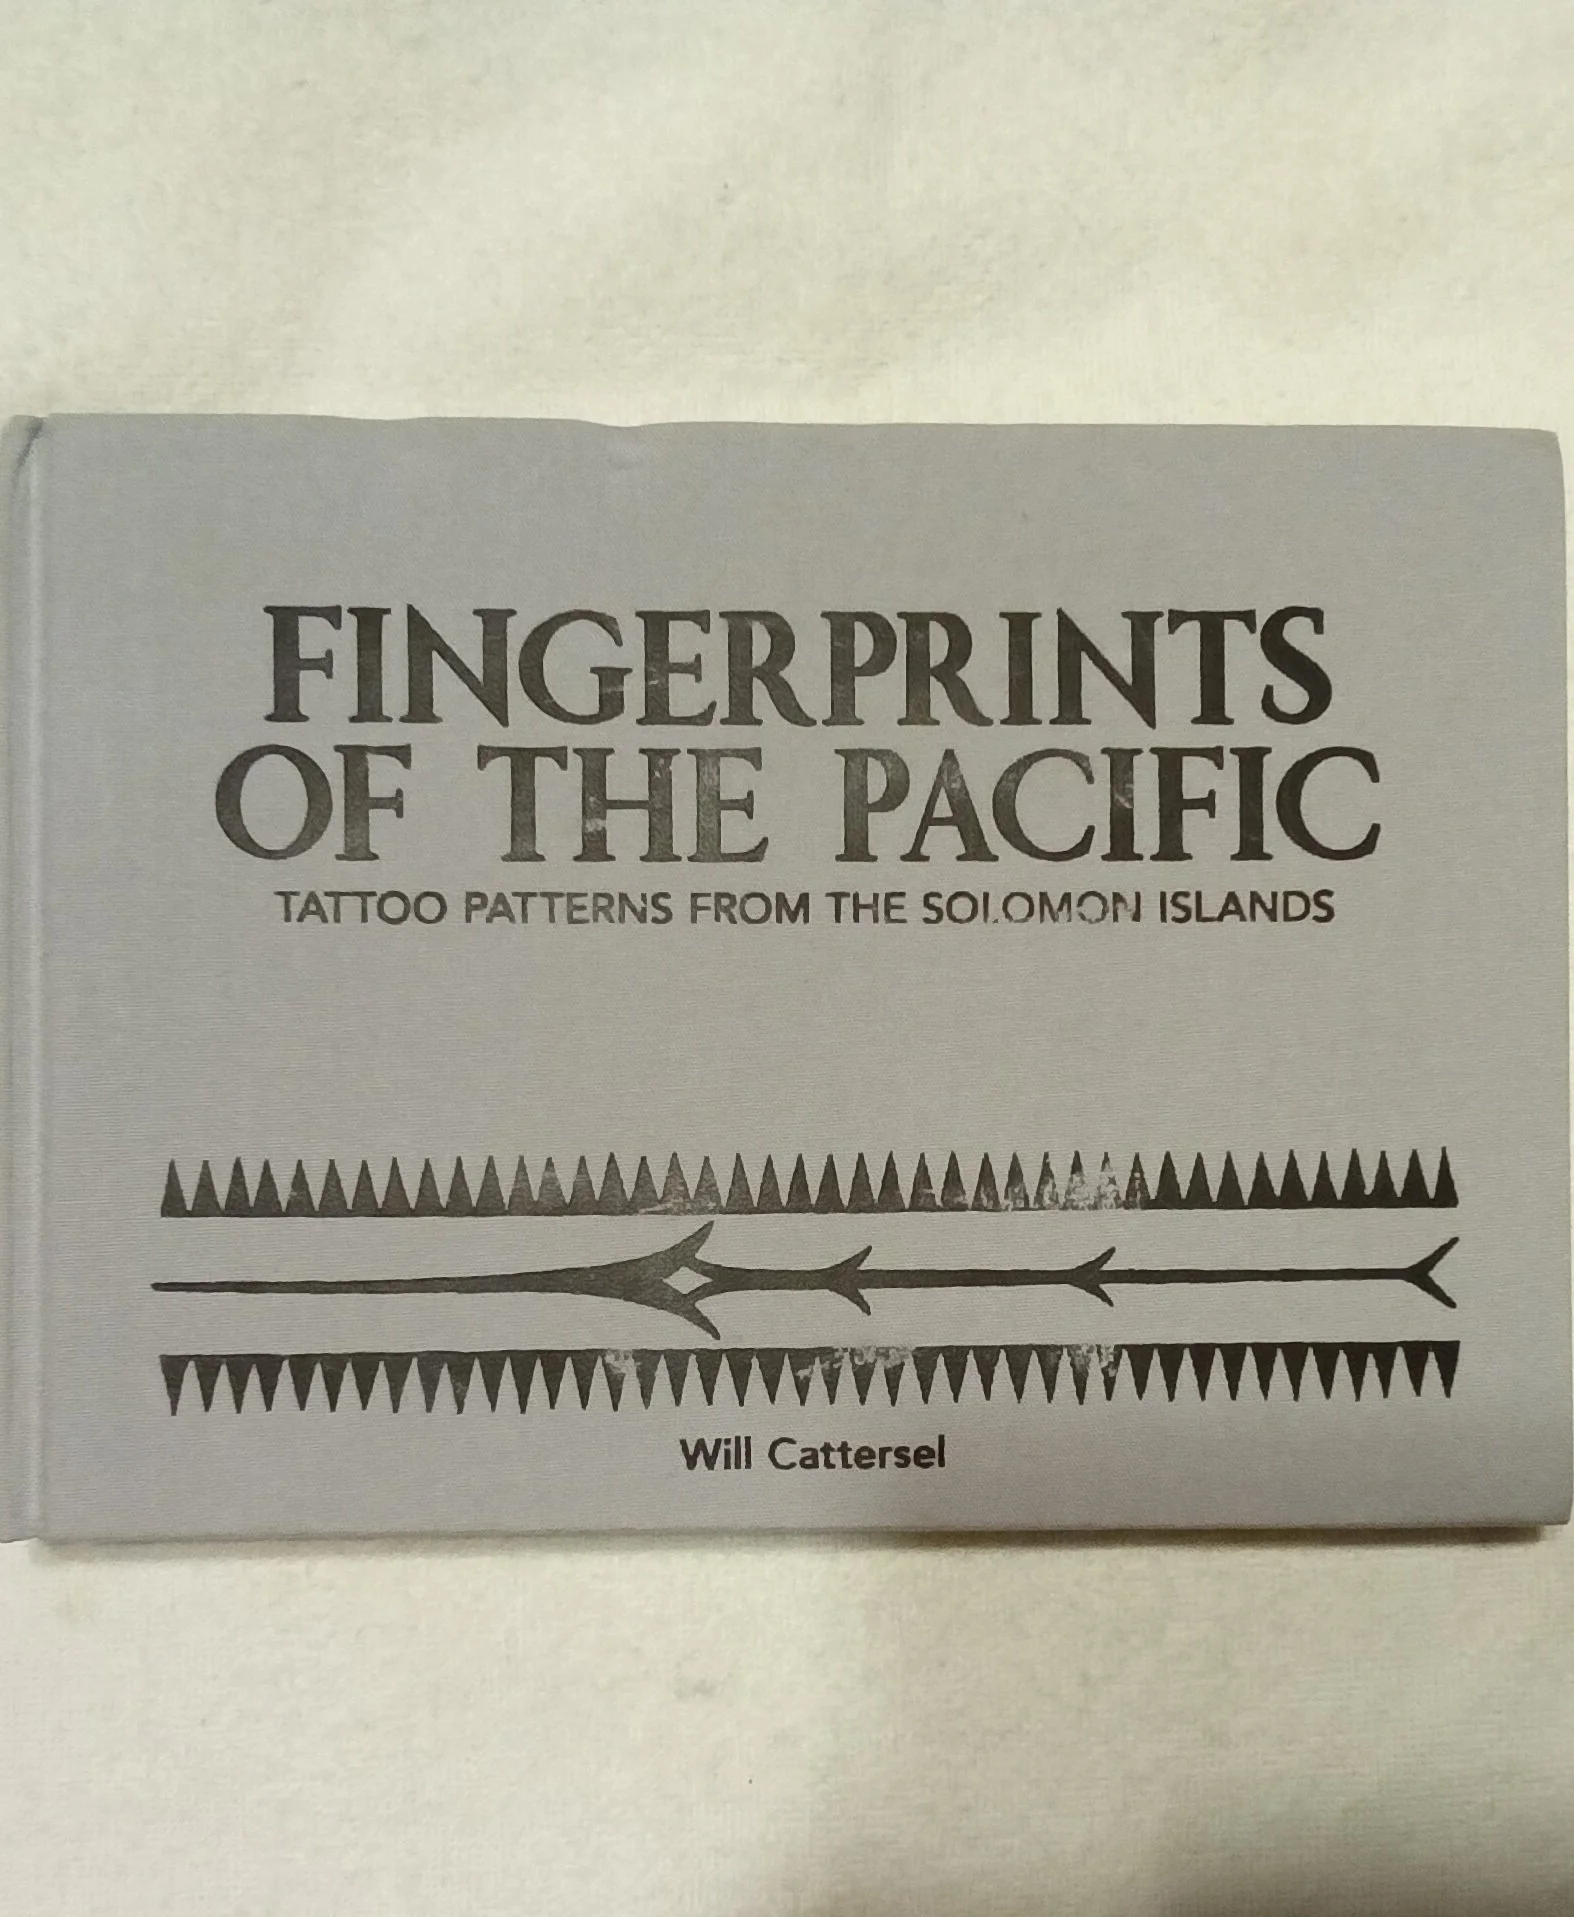 FINGERPRINTS
OF THE PACIFIC
TATTOO PATTERNS FROM THE SOLOMON ISLANDS
Will Cattersel